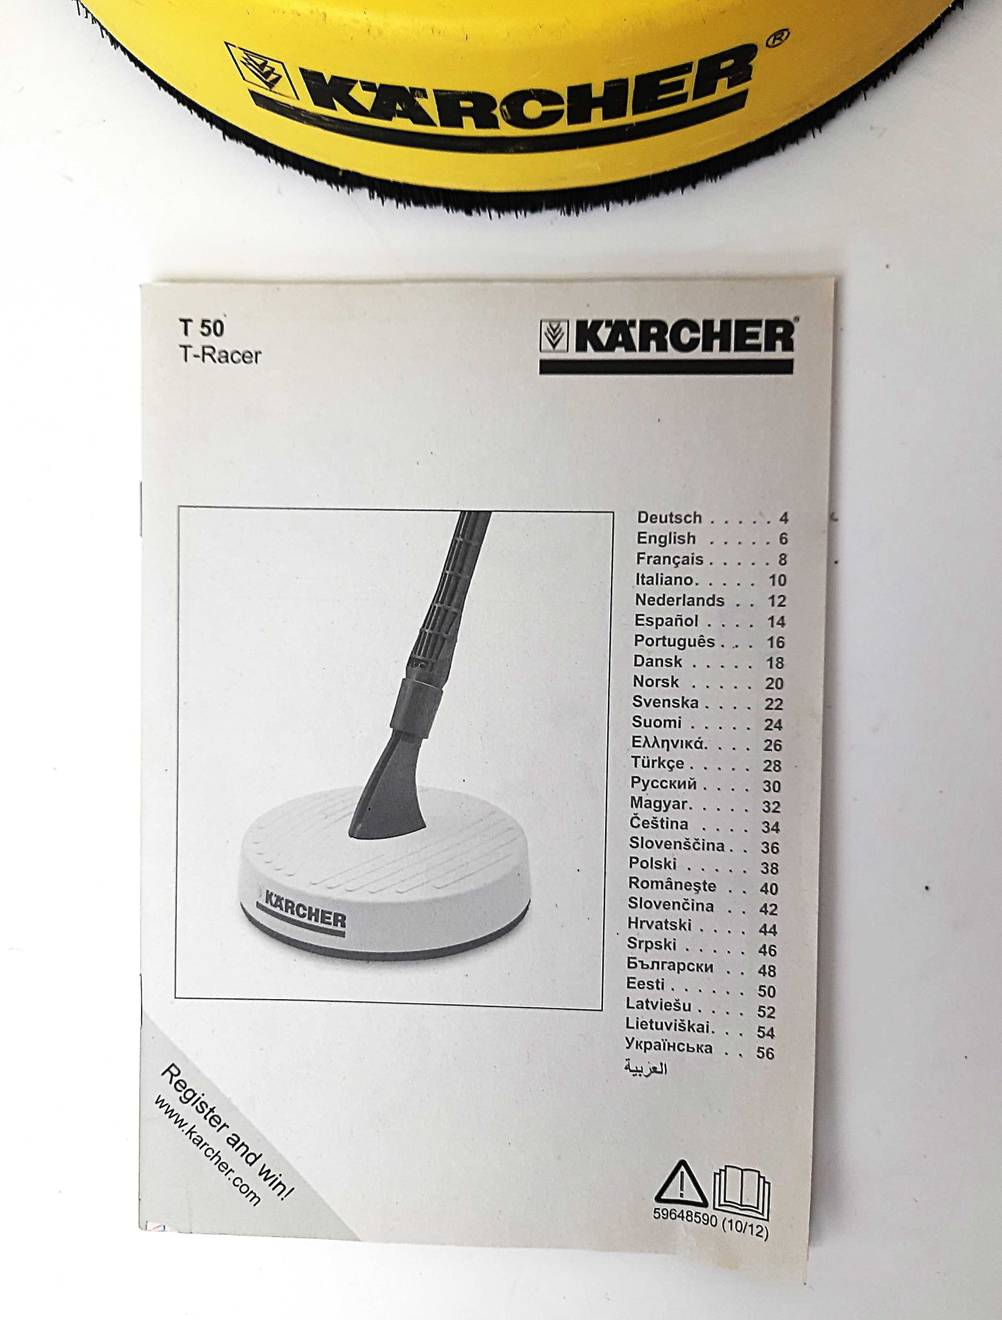 KÄRCHER®
T 50
T-Racer
KÄRCHER®
Deutsch . . . . . 4
English . . . . . 6
Français . . . . . 8
Italiano. . . . . 10
Nederlands . . 12
Español . . . . 14
Português . . . 16
Dansk . . . . . 18
Norsk . . . . . 20
Svenska . . . . 22
Suomi . . . . . 24
Ελληνικά. . . . 26
Türkçe . . . . . 28
Русский . . . . 30
Magyar. . . . . 32
Čeština . . . . 34
Slovenščina . . 36
Polski . . . . . 38
Româneşte . . 40
Slovenčina . . 42
Hrvatski . . . . 44
Srpski . . . . . 46
Български . . 48
Eesti . . . . . . 50
Latviešu . . . . 52
Lietuviškai. . . 54
Українська . . 56
العربية
KÄRCHER
Register and win!
www.karcher.com
59648590 (10/12)